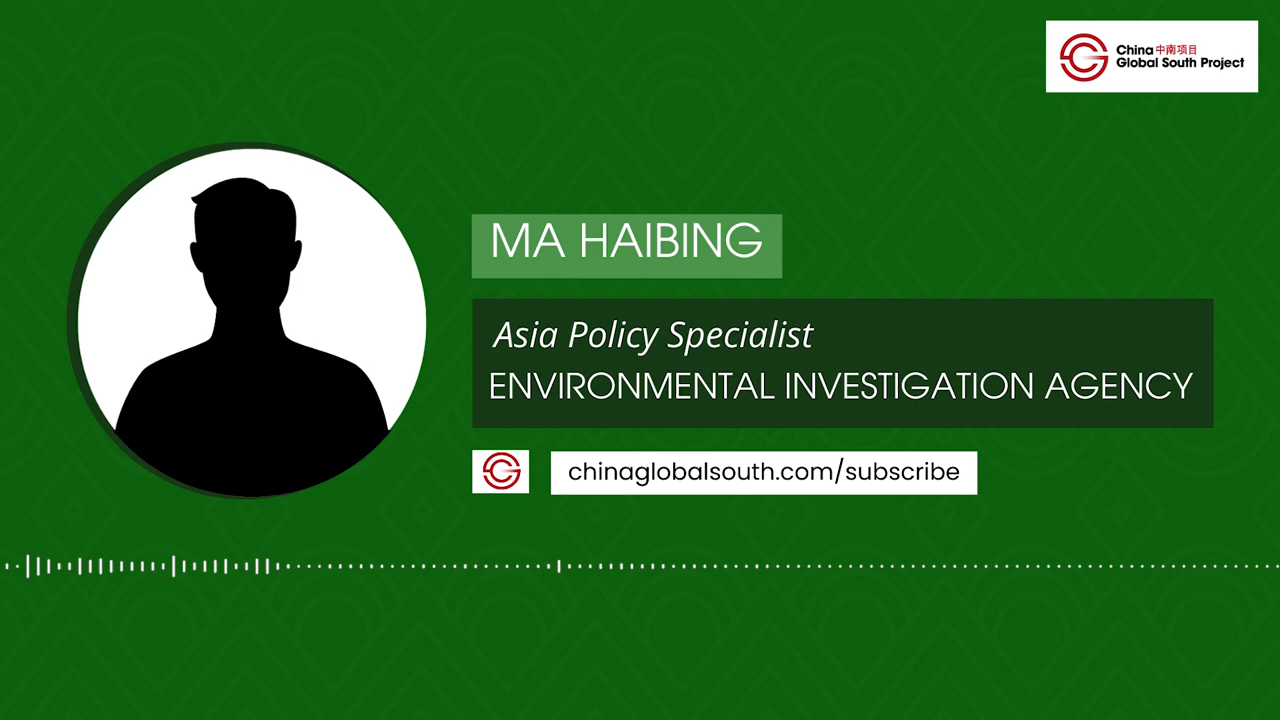 China 中南项目
Global South Project
MA HAIBING
Asia Policy Specialist
ENVIRONMENTAL INVESTIGATION AGENCY
chinaglobalsouth.com/subscribe